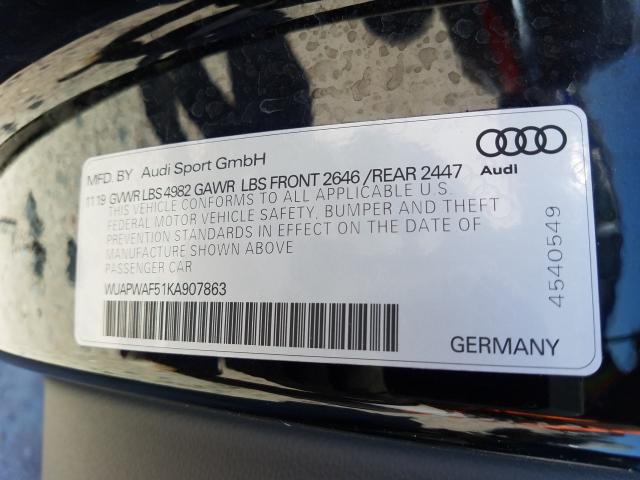 MFD. BY Audi Sport GmbH
11 19 GVWR LBS 4982 GAWR LBS FRONT 2646 /REAR 2447
Audi
THIS VEHICLE CONFORMS TO ALL APPLICABLE U.S.
FEDERAL MOTOR VEHICLE SAFETY, BUMPER AND THEFT
PREVENTION STANDARDS IN EFFECT ON THE DATE OF
MANUFACTURE SHOWN ABOVE
PASSENGER CAR
WUAPWAF51KA907863
4540549
GERMANY